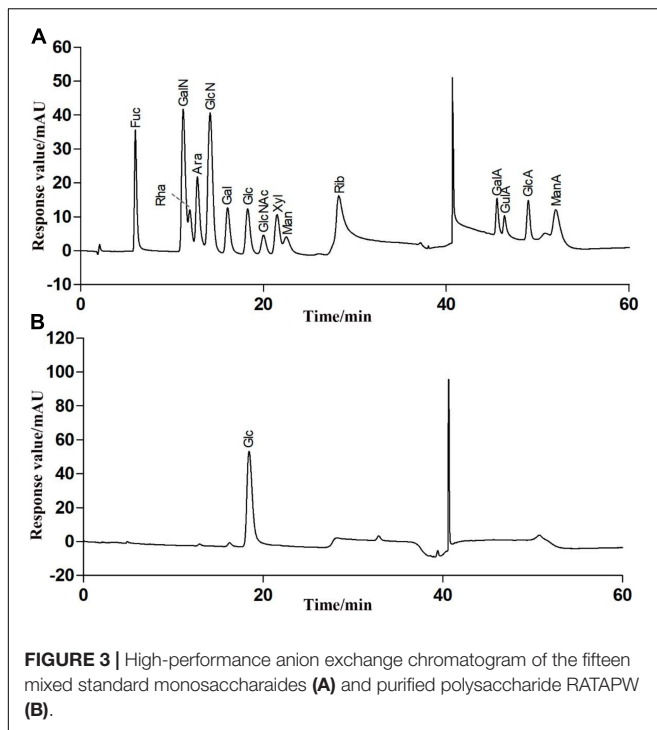 A
Response value/mAU
60
50
40
30
20
10
0
-10
Fuc
GalN
Rha
Ara
GlcN
Gal
Glc
GlcNAc
Xyl
Man
Rib
GalA
GulA
GlcA
ManA
0 20 40 60
Time/min
B
Response value/mAU
120
100
80
60
40
20
0
-20
Glc
0 20 40 60
Time/min
FIGURE 3 | High-performance anion exchange chromatogram of the fifteen
mixed standard monosaccharaides (A) and purified polysaccharide RATAPW
(B).